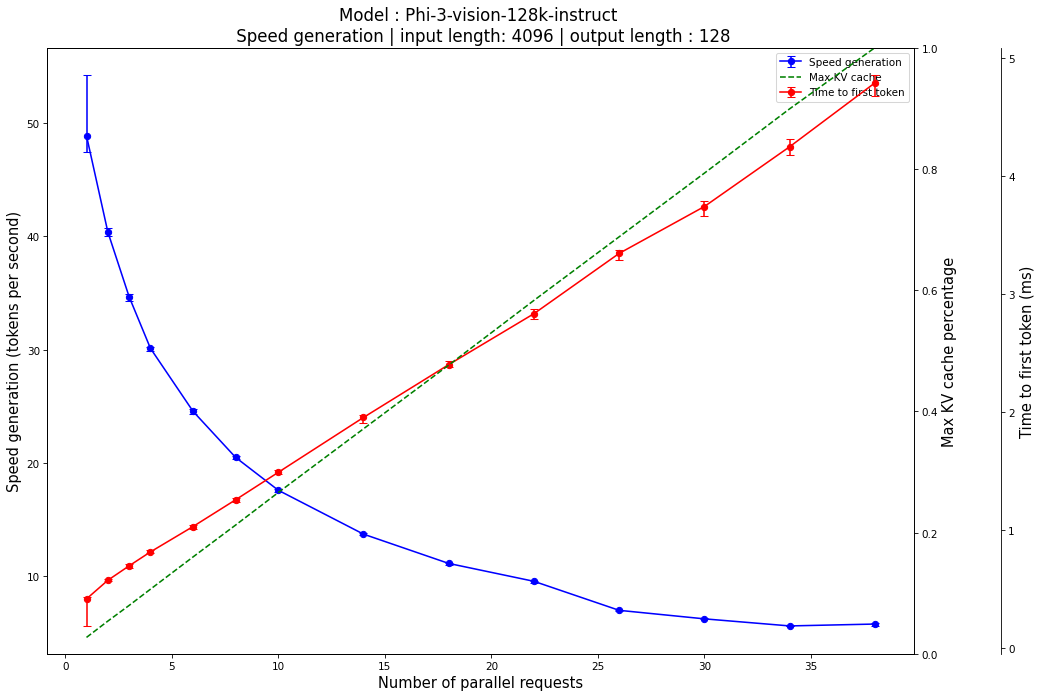 Model : Phi-3-vision-128k-instruct
Speed generation | input length: 4096 | output length : 128
Speed generation
Max KV cache
Time to first token
Speed generation (tokens per second)
50
40
30
20
10
1.0
0.8
0.6
0.4
0.2
0.0
Max KV cache percentage
5
4
3
2
1
0
Time to first token (ms)
0 5 10 15 20 25 30 35
Number of parallel requests